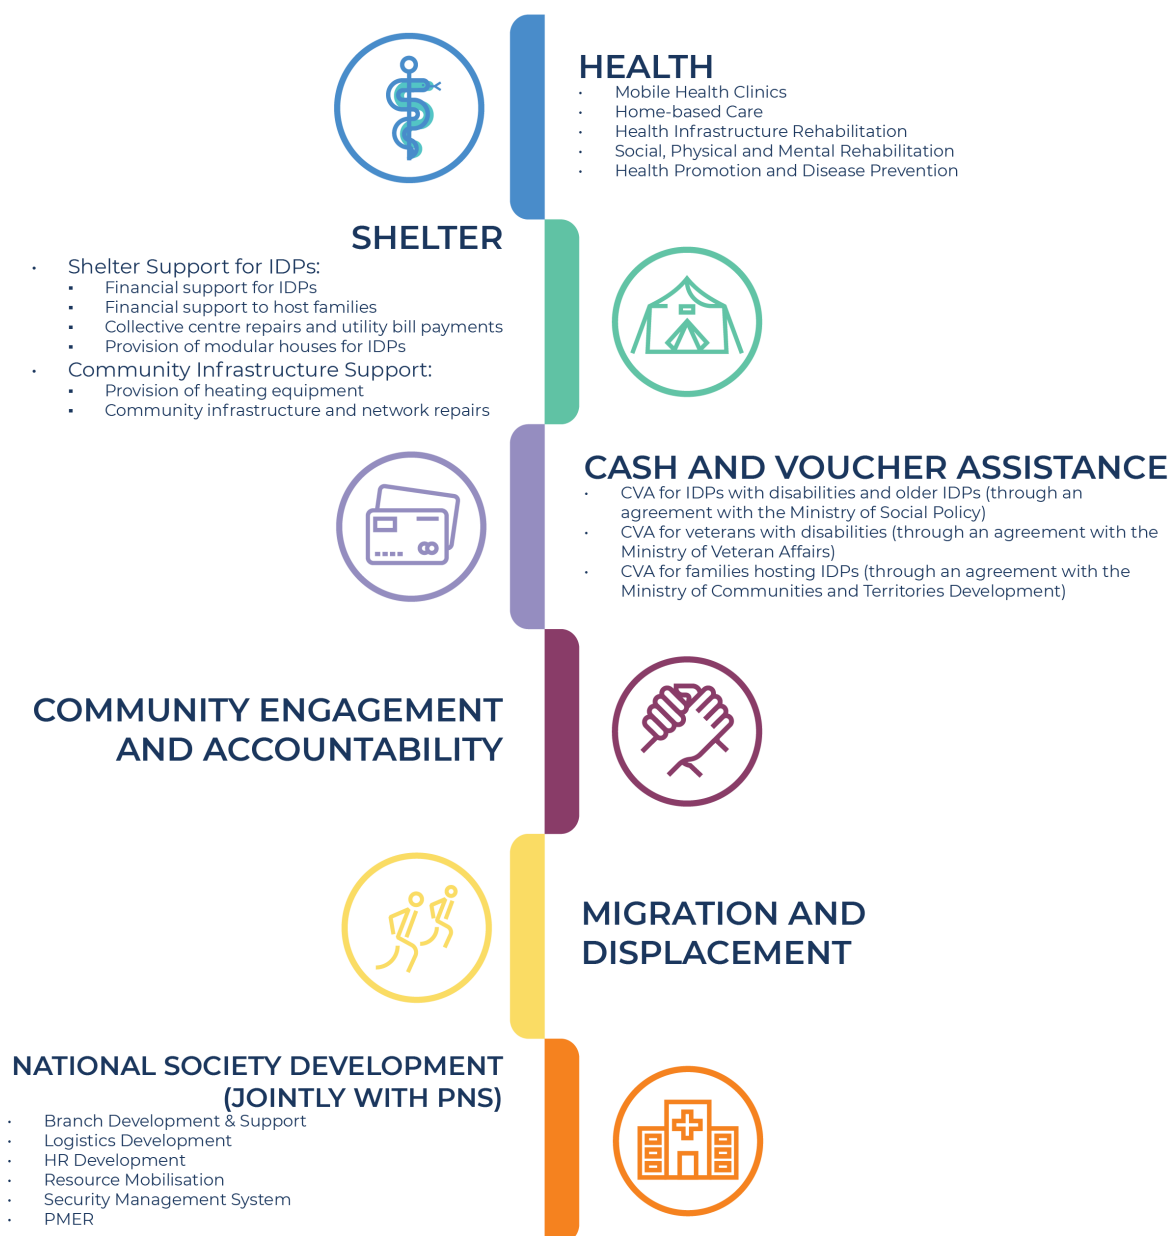 HEALTH
· Mobile Health Clinics
· Home-based Care
· Health Infrastructure Rehabilitation
· Social, Physical and Mental Rehabilitation
· Health Promotion and Disease Prevention
SHELTER
· Shelter Support for IDPs:
▪ Financial support for IDPs
▪ Financial support to host families
▪ Collective centre repairs and utility bill payments
▪ Provision of modular houses for IDPs
· Community Infrastructure Support:
▪ Provision of heating equipment
▪ Community infrastructure and network repairs
CASH AND VOUCHER ASSISTANCE
· CVA for IDPs with disabilities and older IDPs (through an
agreement with the Ministry of Social Policy)
· CVA for veterans with disabilities (through an agreement with the
Ministry of Veteran Affairs)
· CVA for families hosting IDPs (through an agreement with the
Ministry of Communities and Territories Development)
COMMUNITY ENGAGEMENT
AND ACCOUNTABILITY
MIGRATION AND
DISPLACEMENT
NATIONAL SOCIETY DEVELOPMENT
(JOINTLY WITH PNS)
· Branch Development & Support
· Logistics Development
· HR Development
· Resource Mobilisation
· Security Management System
· PMER